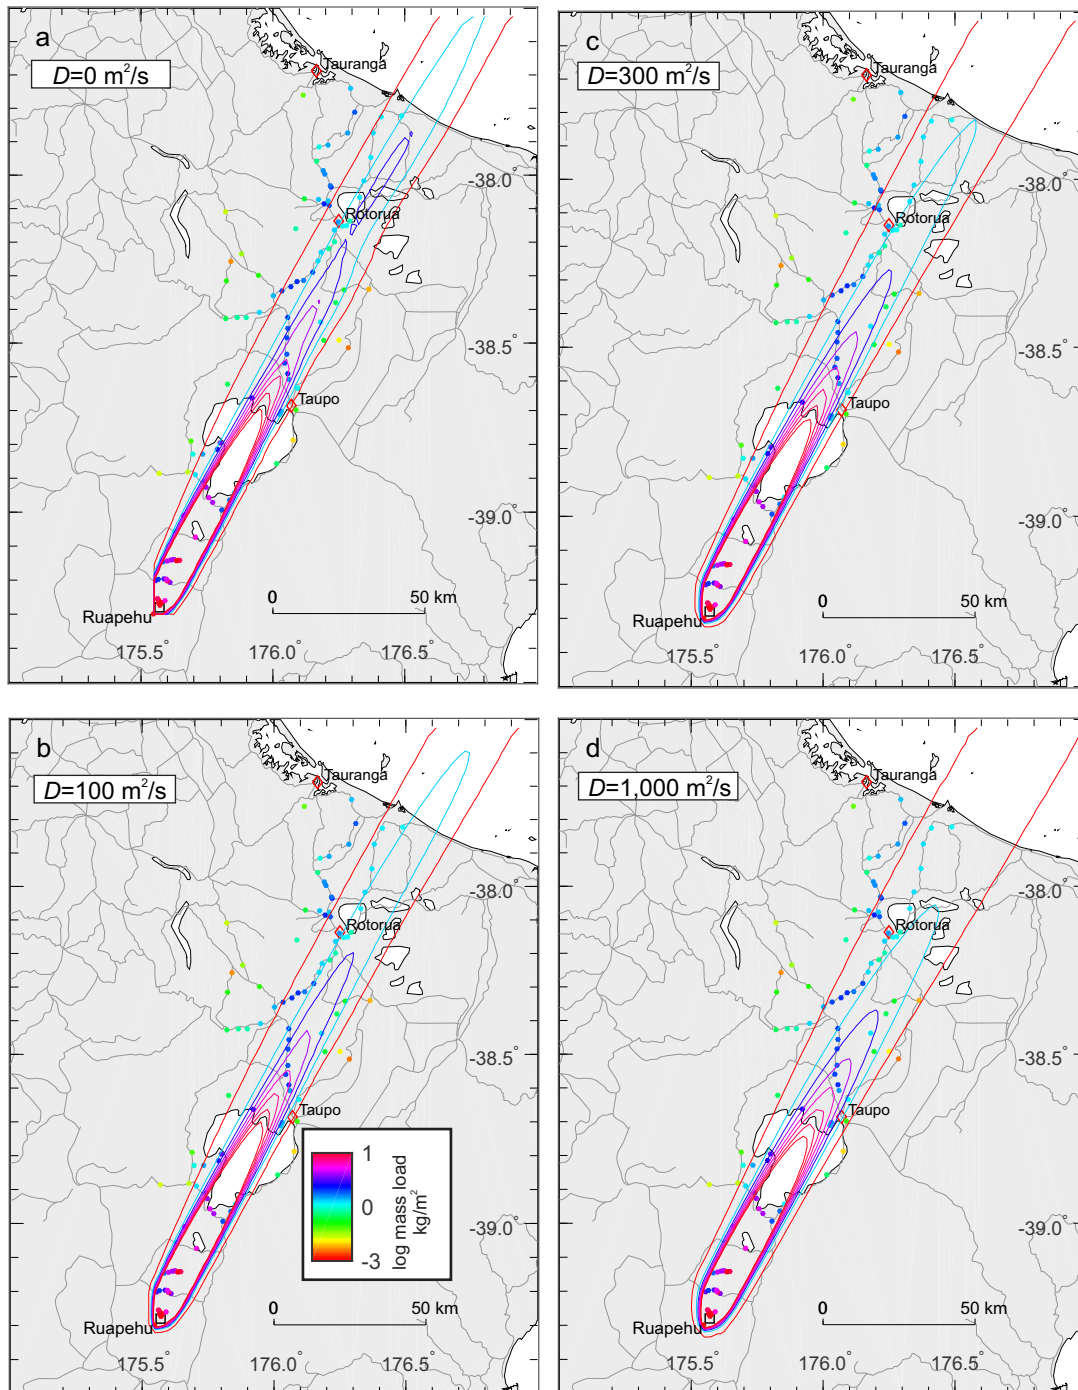 a
D=0 m²/s
Tauranga
-38.0°
Rotorua
-38.5°
Taupo
-39.0°
0 50 km
Ruapehu
175.5° 176.0° 176.5°
c
D=300 m²/s
Tauranga
-38.0°
Rotorua
-38.5°
Taupo
-39.0°
0 50 km
Ruapehu
175.5° 176.0° 176.5°
b
D=100 m²/s
Tauranga
-38.0°
Rotorua
-38.5°
Taupo
1
0
-3
log mass load
kg/m²
-39.0°
0 50 km
Ruapehu
175.5° 176.0° 176.5°
d
D=1,000 m²/s
Tauranga
-38.0°
Rotorua
-38.5°
Taupo
-39.0°
0 50 km
Ruapehu
175.5° 176.0° 176.5°